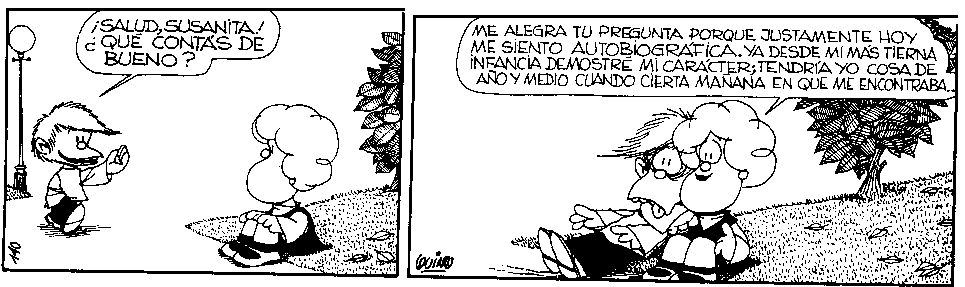 ¡SALUD, SUSANITA!
¿QUÉ CONTÁS DE
BUENO?
ME ALEGRA TU PREGUNTA PORQUE JUSTAMENTE HOY
ME SIENTO AUTOBIOGRÁFICA. YA DESDE MI MÁS TIERNA
INFANCIA DEMOSTRÉ MI CARÁCTER; TENDRÍA YO COSA DE
AÑO Y MEDIO CUANDO CIERTA MAÑANA EN QUE ME ENCONTRABA...
QUINO